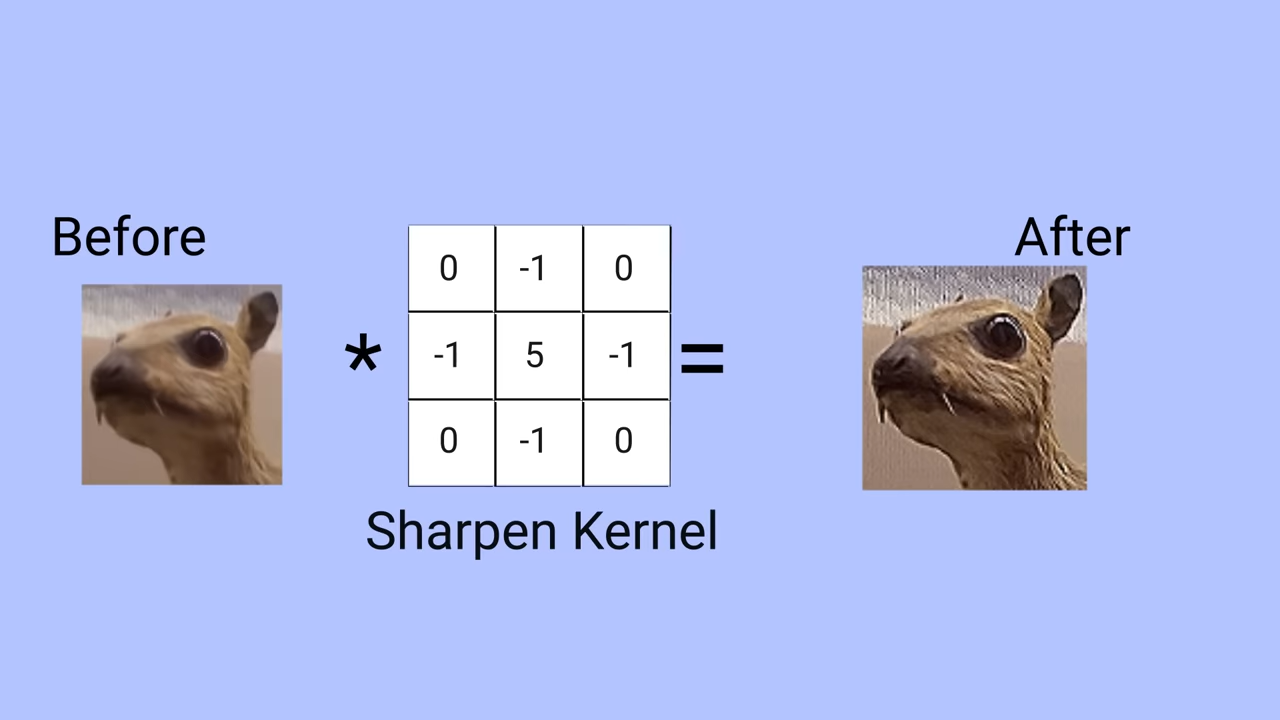 Before
After
0 -1 0
* -1 5 -1 =
0 -1 0
Sharpen Kernel